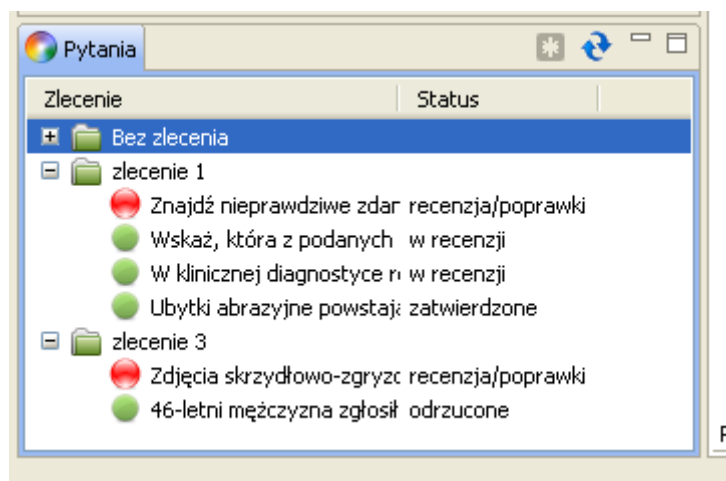 Pytania
Zlecenie Status
Bez zlecenia
zlecenie 1
Znajdź nieprawdziwe zdar recenzja/poprawki
Wskaż, która z podanych w recenzji
W klinicznej diagnostyce w recenzji
Ubytki abrazyjne powstają zatwierdzone
zlecenie 3
Zdjęcia skrzydłowo-zgryzc recenzja/poprawki
46-letni mężczyzna zgłosił odrzucone